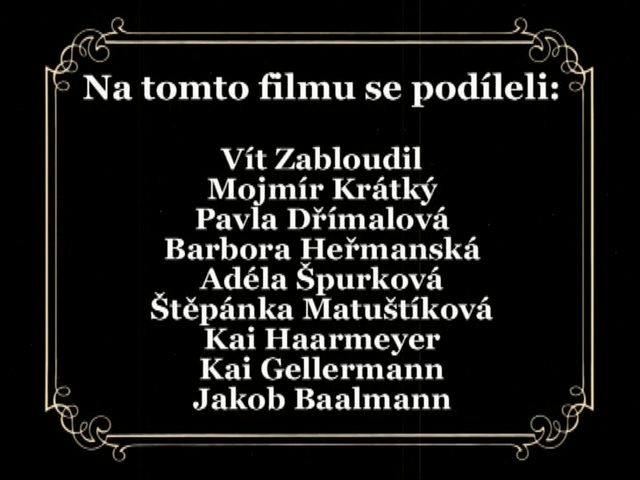 Na tomto filmu se podíleli:
Vít Zabloudil
Mojmír Krátký
Pavla Dřímalová
Barbora Heřmanská
Adéla Špurková
Štěpánka Matuštíková
Kai Haarmeyer
Kai Gellermann
Jakob Baalmann